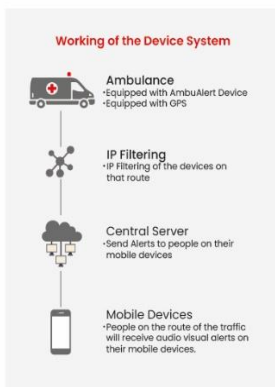 Working of the Device System
Ambulance
•Equipped with AmbuAlert Device
•Equipped with GPS
IP Filtering
•IP Filtering of the devices on
that route
Central Server
•Send Alerts to people on their
mobile devices
Mobile Devices
•People on the route of the traffic
will receive audio visual alerts on
their mobile devices.